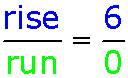 rise / run = 6 / 0